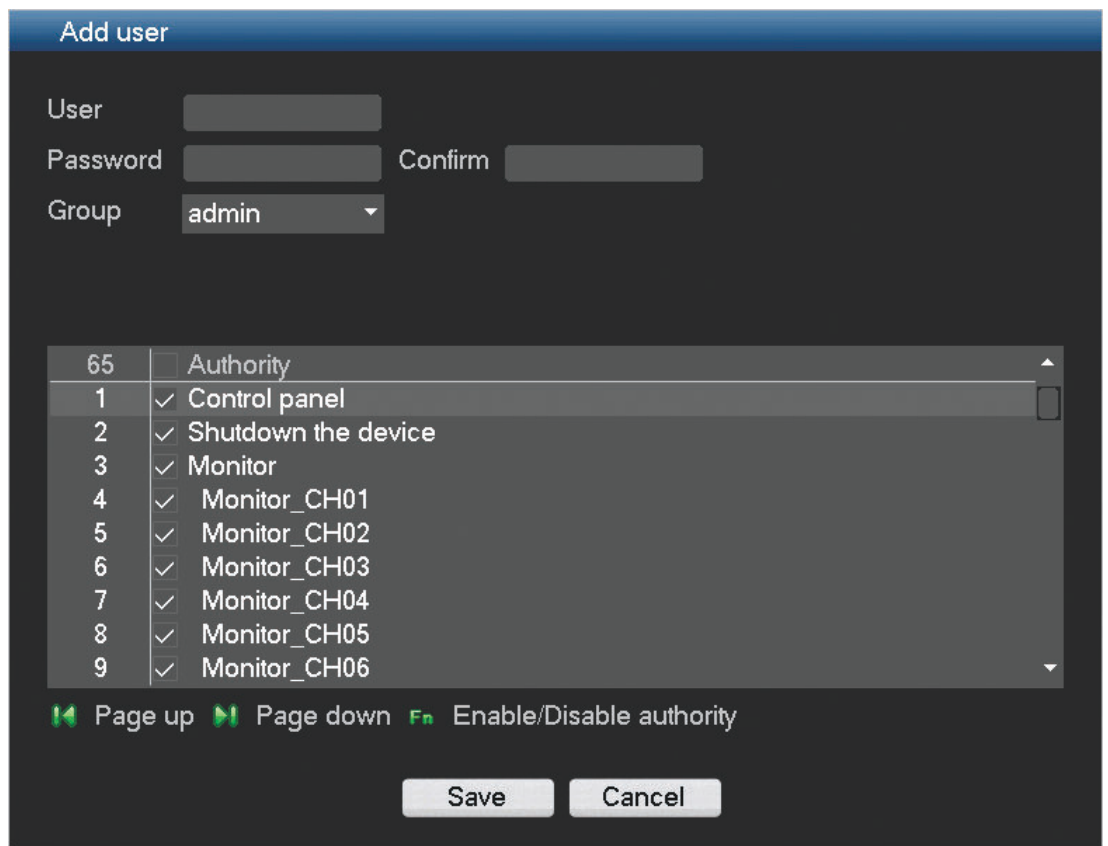 Add user
User
Password Confirm
Group admin
65 Authority
1 Control panel
2 Shutdown the device
3 Monitor
4 Monitor_CH01
5 Monitor_CH02
6 Monitor_CH03
7 Monitor_CH04
8 Monitor_CH05
9 Monitor_CH06
Page up Page down Fn Enable/Disable authority
Save Cancel